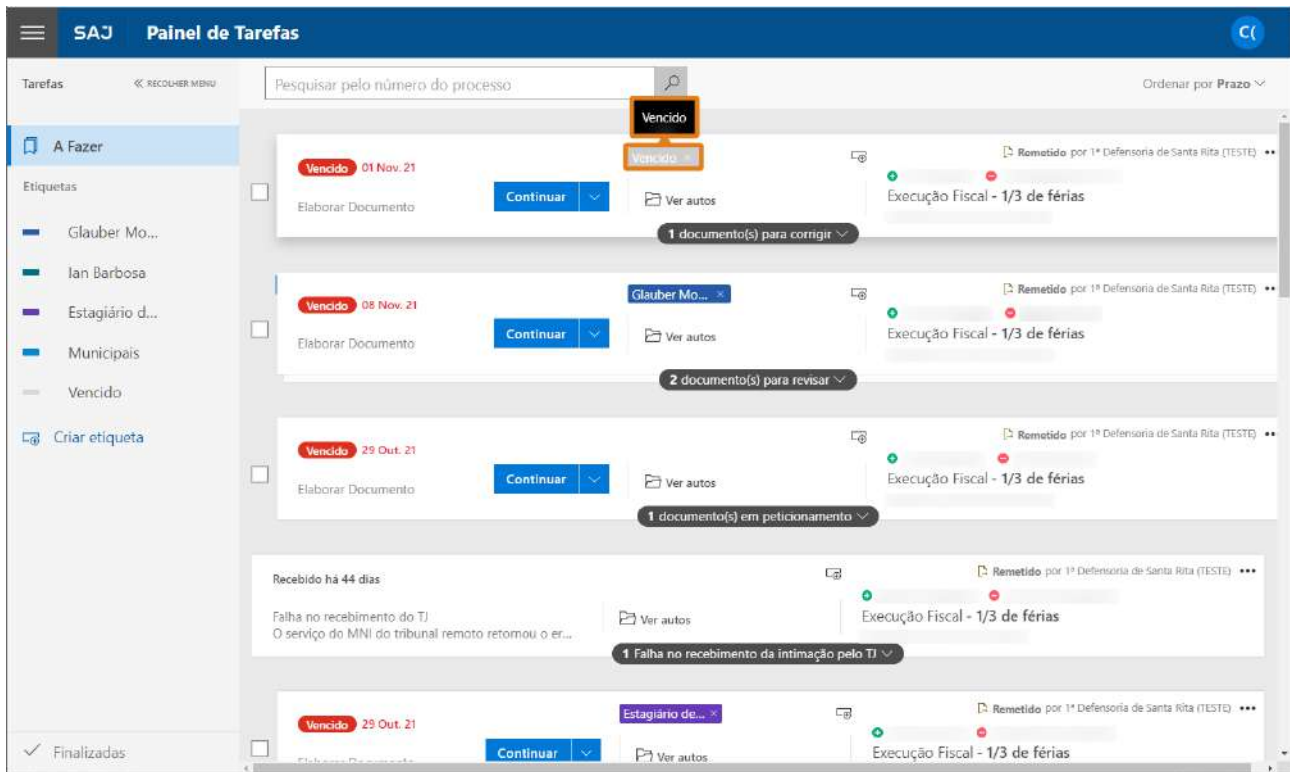 SAJ Painel de Tarefas C(
Tarefas RECOLHER MENU
Pesquisar pelo número do processo
Ordenar por Prazo
A Fazer
Etiquetas
Glauber Mo...
Ian Barbosa
Estagiário d...
Municipais
Vencido
Criar etiqueta
Finalizadas
Vencido
Vencido 01 Nov. 21
Vencido ×
Remetido por 1ª Defensoria de Santa Rita (TESTE)
Elaborar Documento
Continuar
Ver autos
Execução Fiscal - 1/3 de férias
1 documento(s) para corrigir
Vencido 08 Nov. 21
Glauber Mo... ×
Remetido por 1ª Defensoria de Santa Rita (TESTE)
Elaborar Documento
Continuar
Ver autos
Execução Fiscal - 1/3 de férias
2 documento(s) para revisar
Vencido 29 Out. 21
Remetido por 1ª Defensoria de Santa Rita (TESTE)
Elaborar Documento
Continuar
Ver autos
Execução Fiscal - 1/3 de férias
1 documento(s) em peticionamento
Recebido há 44 dias
Remetido por 1ª Defensoria de Santa Rita (TESTE)
Falha no recebimento do TJ
O serviço do MNI do tribunal remoto retornou o er...
Ver autos
Execução Fiscal - 1/3 de férias
1 Falha no recebimento da intimação pelo TJ
Vencido 29 Out. 21
Estagiário de... ×
Remetido por 1ª Defensoria de Santa Rita (TESTE)
Continuar
Ver autos
Execução Fiscal - 1/3 de férias